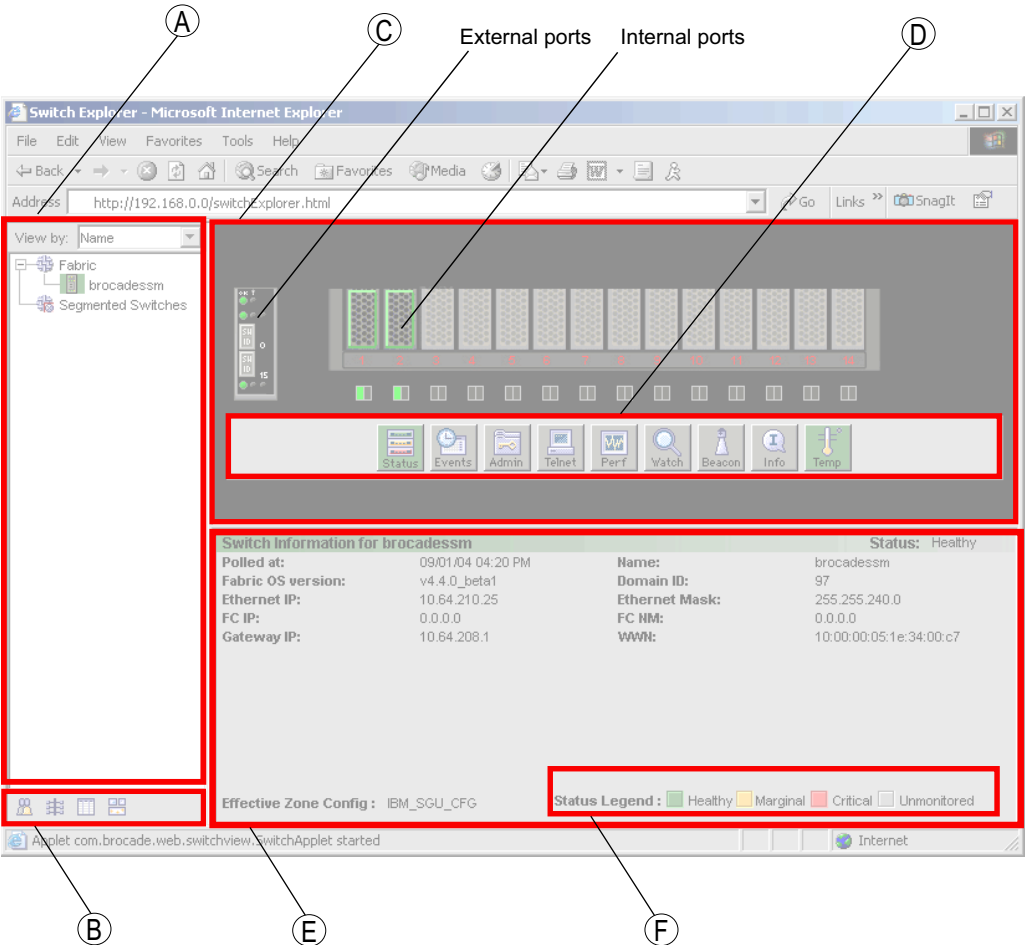 A
C
External ports
Internal ports
D
Switch Explorer - Microsoft Internet Explorer
File Edit View Favorites Tools Help
Back Search Favorites Media
Address http://192.168.0.0/switchExplorer.html Go Links » SnagIt
View by: Name
Fabric
brocadessm
Segmented Switches
OK !
SW ID 0
SW ID 15
1 2 3 4 5 6 7 8 9 10 11 12 13 14
Status Events Admin Telnet Perf Watch Beacon Info Temp
Switch Information for brocadessm Status: Healthy
Polled at: 09/01/04 04:20 PM Name: brocadessm
Fabric OS version: v4.4.0_beta1 Domain ID: 97
Ethernet IP: 10.64.210.25 Ethernet Mask: 255.255.240.0
FC IP: 0.0.0.0 FC NM: 0.0.0.0
Gateway IP: 10.64.208.1 WWN: 10:00:00:05:1e:34:00:c7
Effective Zone Config : IBM_SGU_CFG Status Legend : Healthy Marginal Critical Unmonitored
Applet com.brocade.web.switchview.SwitchApplet started Internet
B
E
F